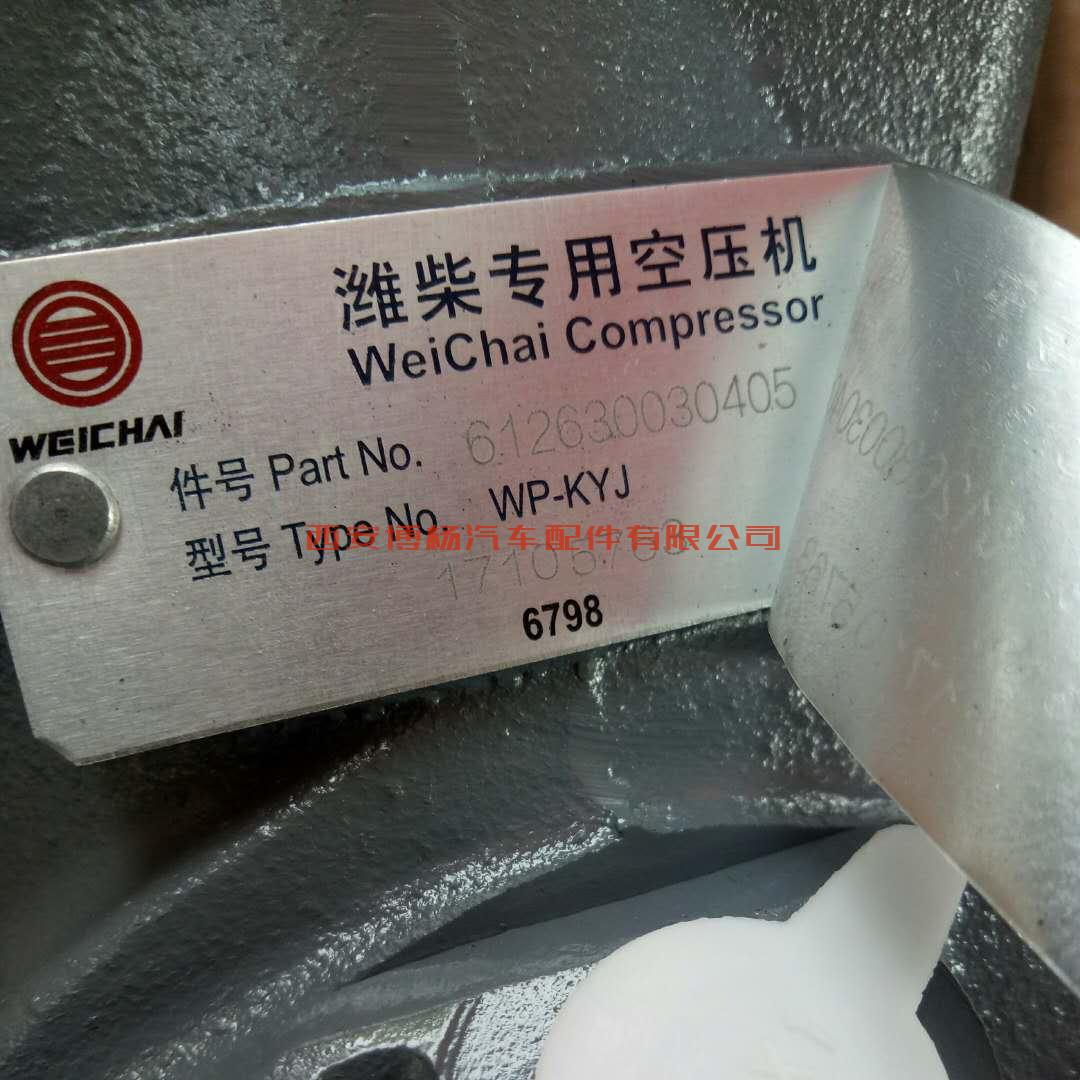 潍柴专用空压机
WeiChai Compressor
WEICHAI
件号 Part No. 612630030405
型号 Type No. WP-KYJ
西安博杨汽车配件有限公司
6798